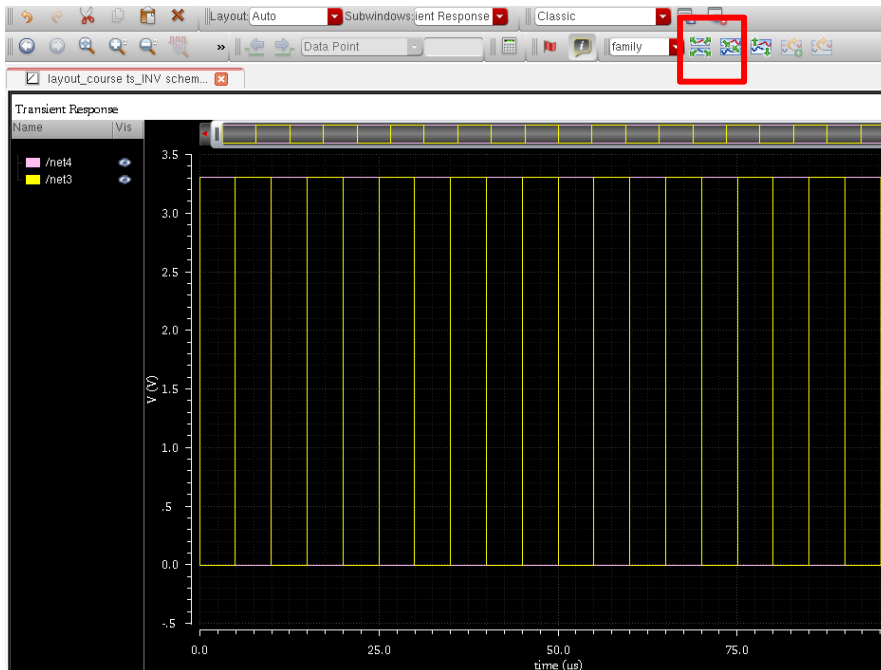 Layout: Auto Subwindows: ient Response Classic
» Data Point family
layout_course ts_INV schem...
Transient Response
Name Vis
/net4
/net3
3.5
3.0
2.5
2.0
1.5
1.0
.5
0.0
-.5
V (V)
0.0 25.0 50.0 75.0
time (us)